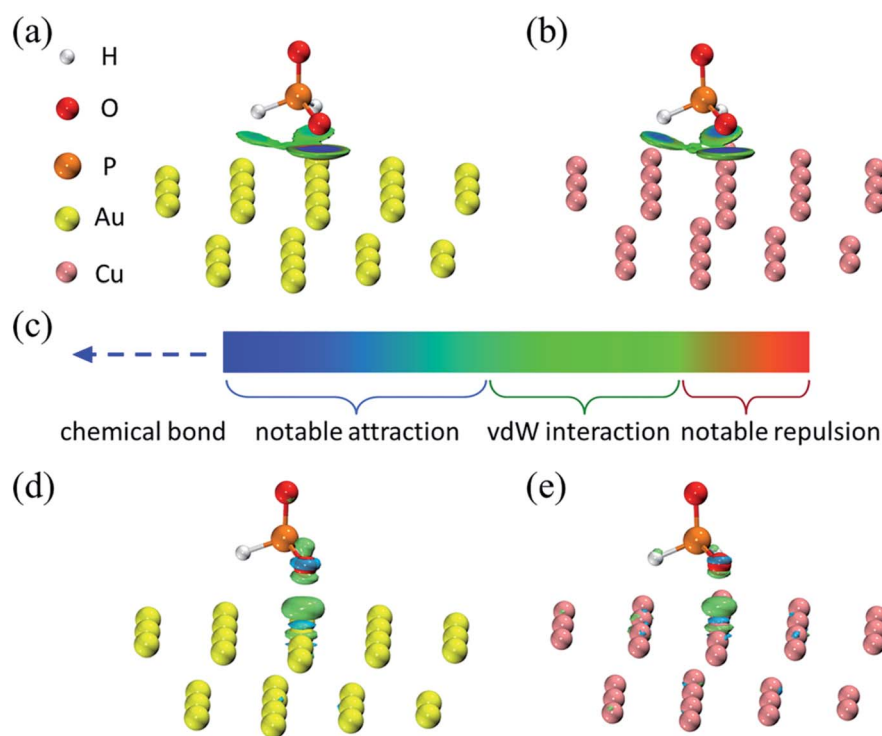 (a)
(b)
H
O
P
Au
Cu
(c)
chemical bond notable attraction vdW interaction notable repulsion
(d)
(e)